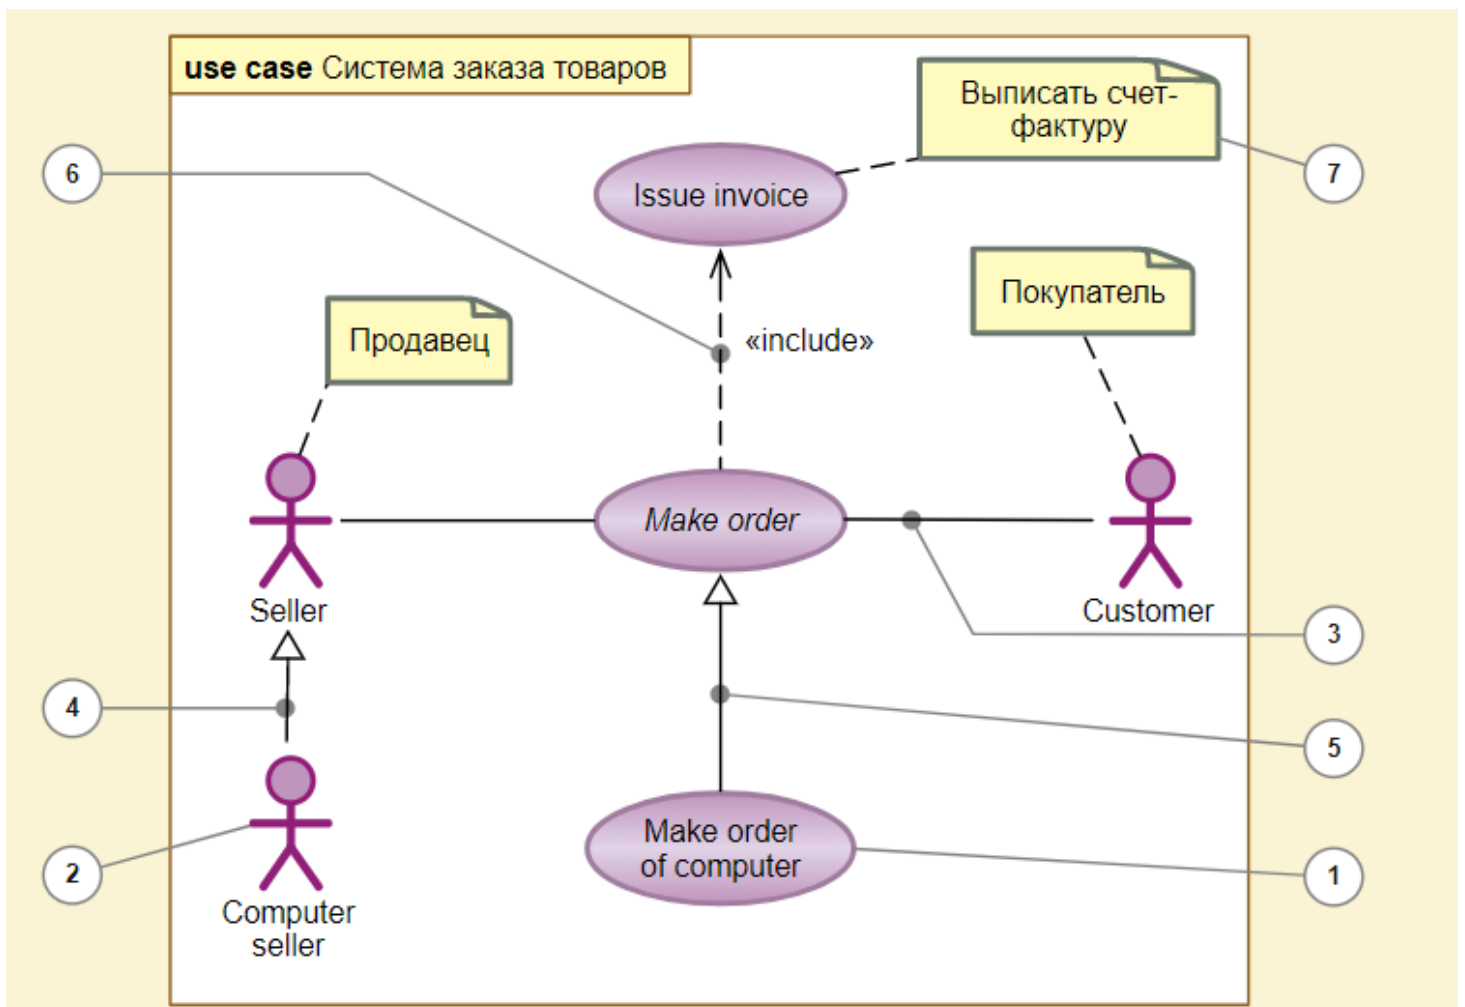 use case Система заказа товаров
Выписать счет-
фактуру
6
7
Issue invoice
Покупатель
Продавец
«include»
Make order
Seller
Customer
3
4
5
Make order
of computer
2
1
Computer
seller